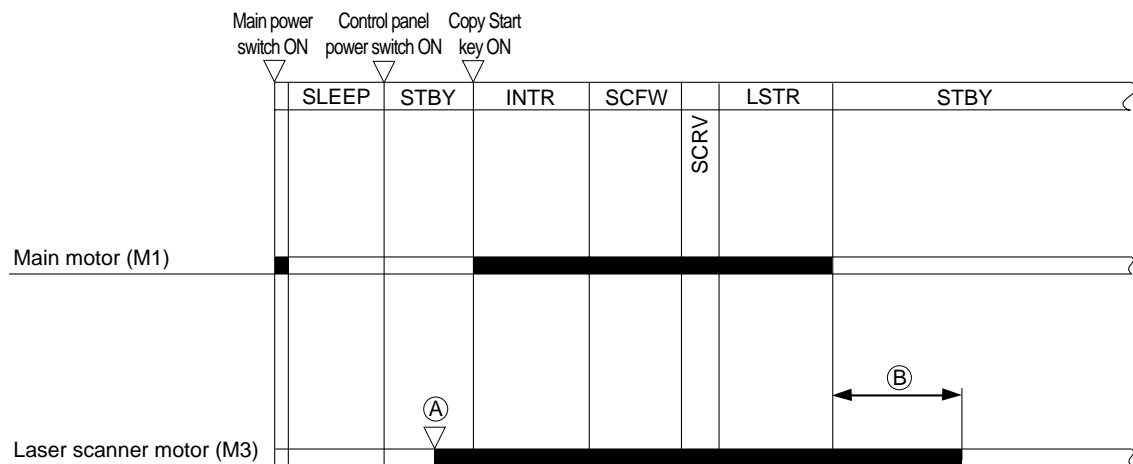 Main power
switch ON
Control panel
power switch ON
Copy Start
key ON
SLEEP STBY INTR SCFW LSTR STBY
SCRV
Main motor (M1)
B
A
Laser scanner motor (M3)